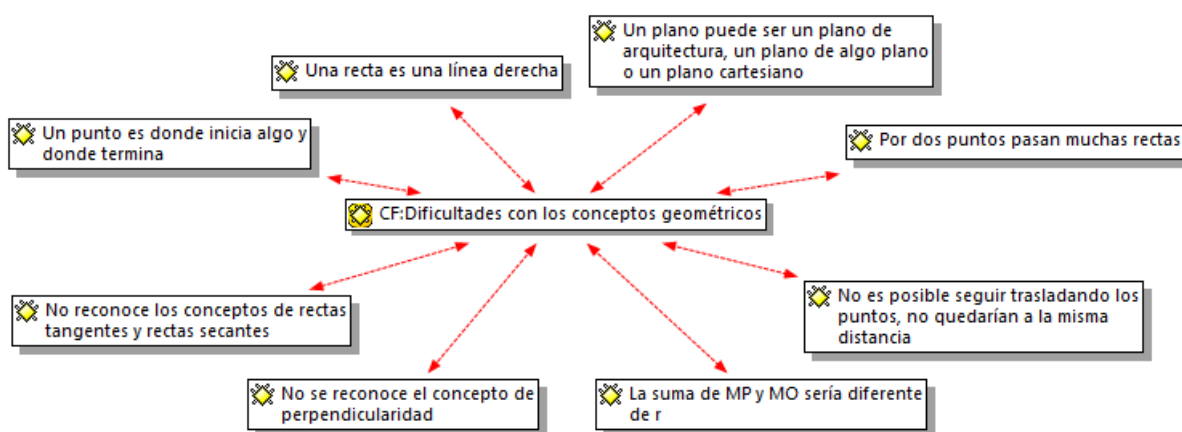 Un plano puede ser un plano de
arquitectura, un plano de algo plano
o un plano cartesiano
Una recta es una línea derecha
Un punto es donde inicia algo y
donde termina
Por dos puntos pasan muchas rectas
CF:Dificultades con los conceptos geométricos
No reconoce los conceptos de rectas
tangentes y rectas secantes
No es posible seguir trasladando los
puntos, no quedarían a la misma
distancia
No se reconoce el concepto de
perpendicularidad
La suma de MP y MO sería diferente
de r